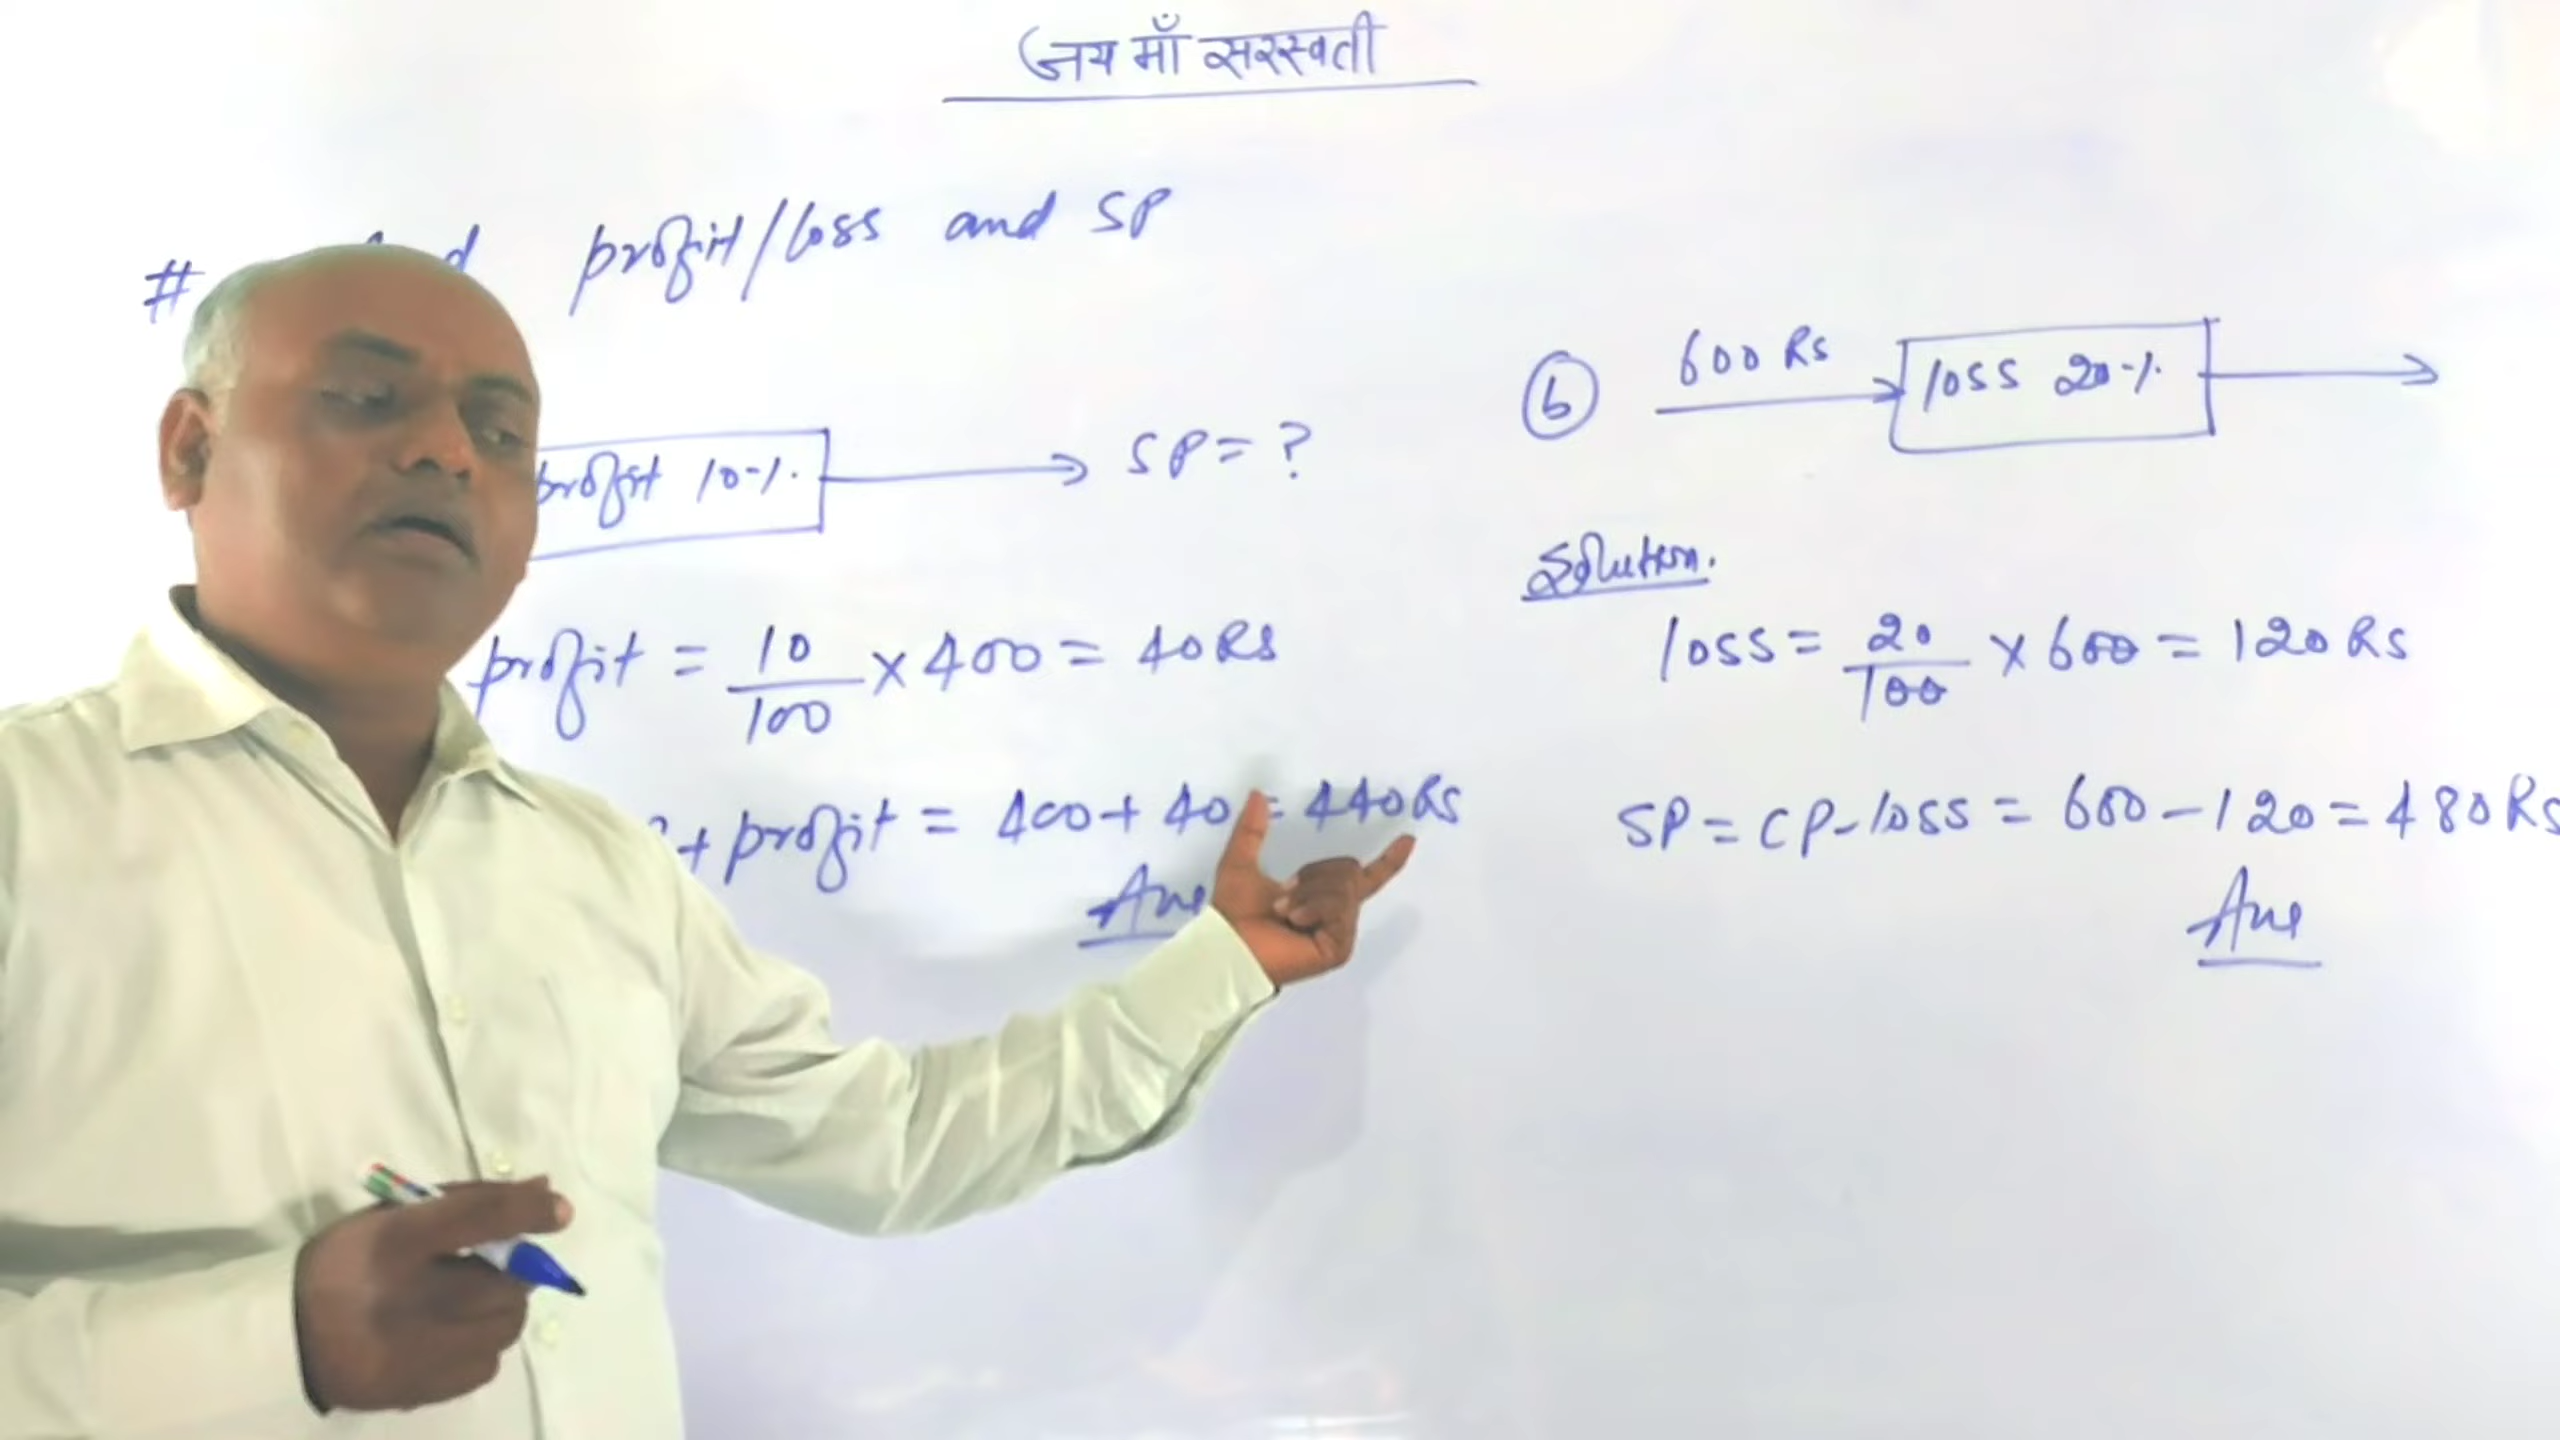 जय माँ सरस्वती
# profit/loss and SP
profit 10% SP = ?
profit = 10/100 × 400 = 40 Rs
+ profit = 400 + 40 = 440 Rs
Ans
b 600 Rs loss 20%
Solution.
loss = 20/100 × 600 = 120 Rs
SP = CP - loss = 600 - 120 = 480 Rs
Ans